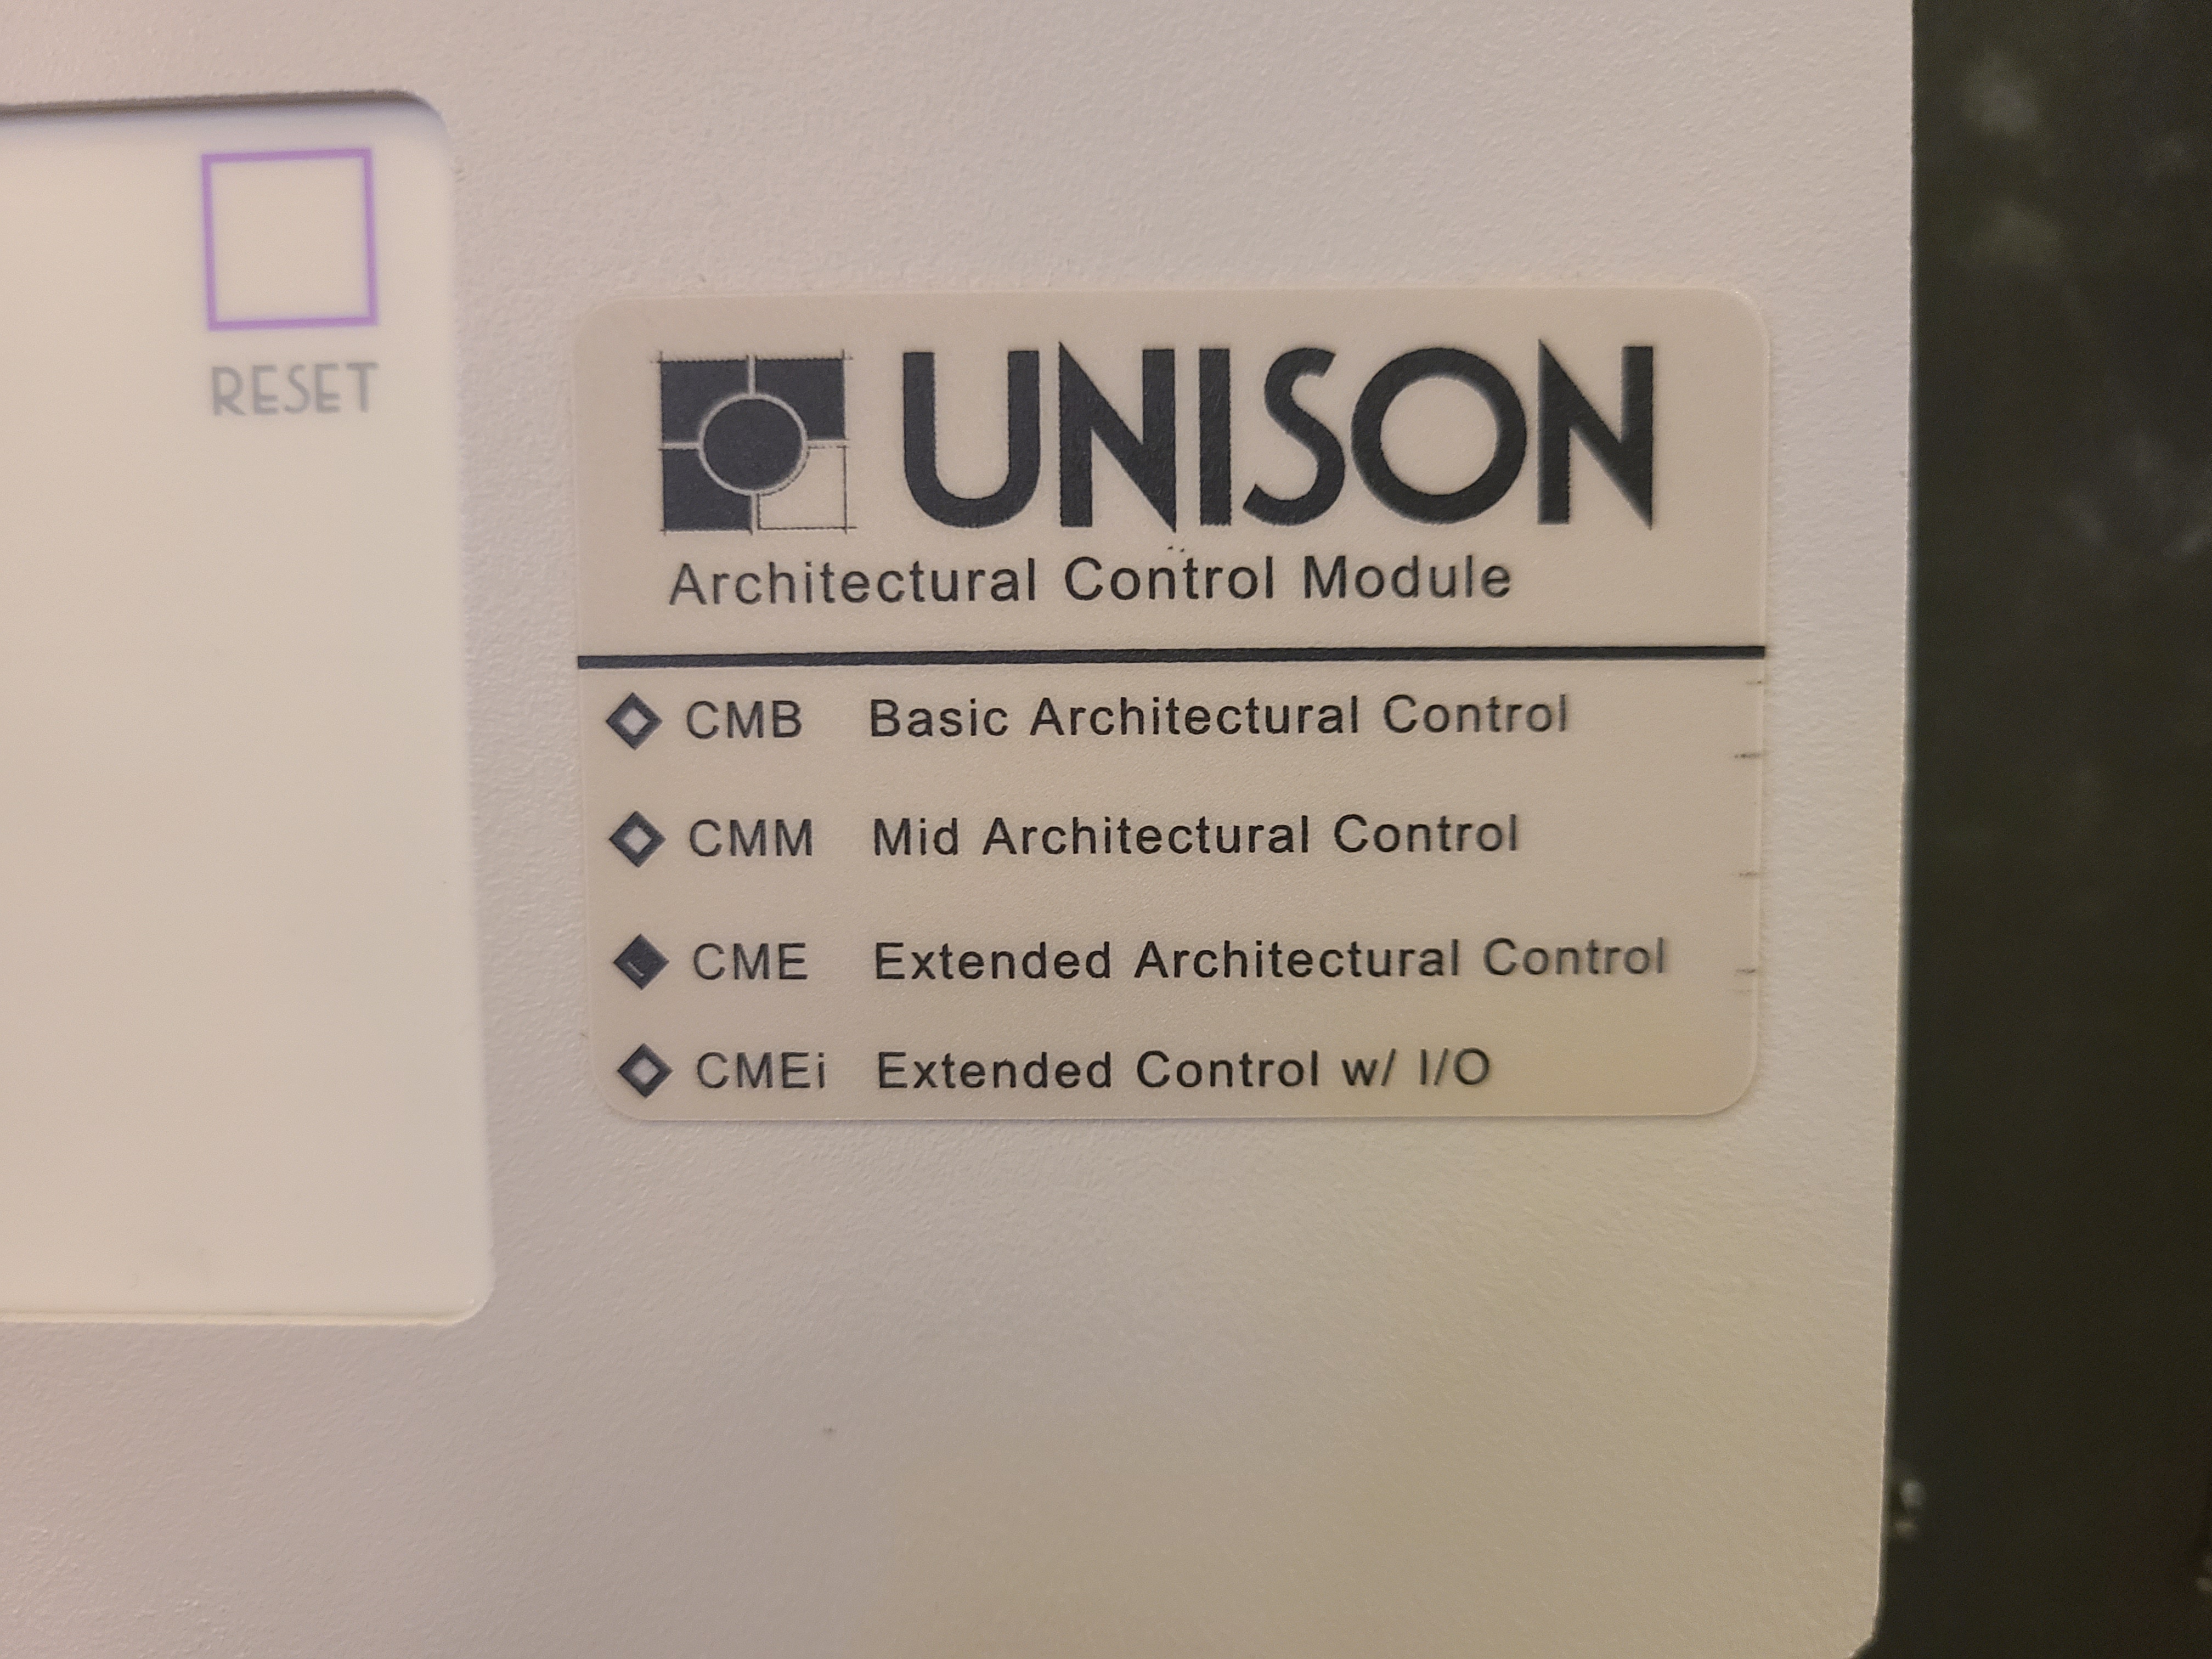 RESET
UNISON
Architectural Control Module
CMB Basic Architectural Control
CMM Mid Architectural Control
CME Extended Architectural Control
CMEi Extended Control w/ I/O